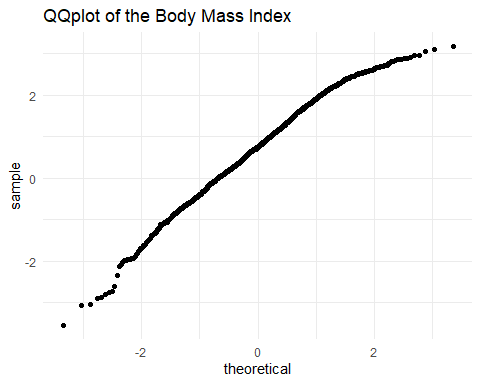 QQplot of the Body Mass Index
sample
2
0
-2
-2
0
2
theoretical